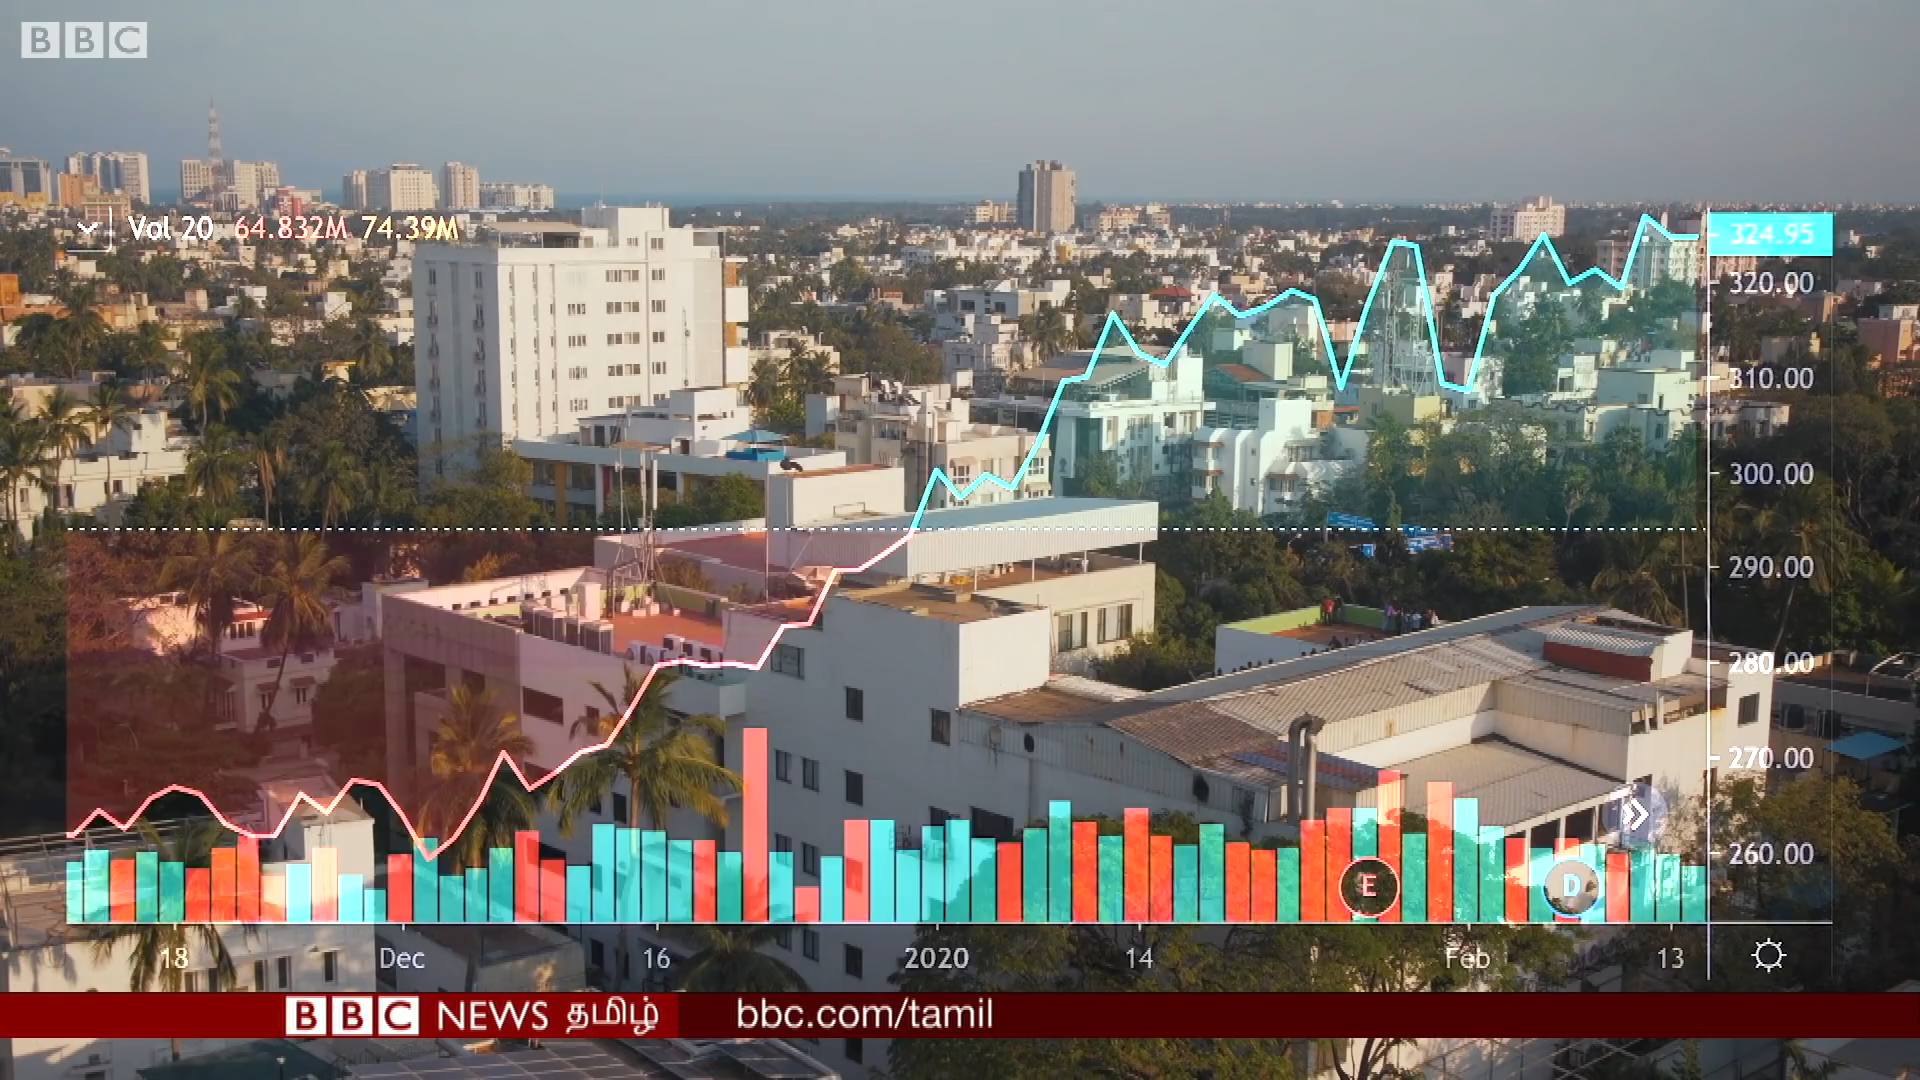 BBC
Vol 20 64.832M 74.39M
324.95
320.00
310.00
300.00
290.00
280.00
270.00
260.00
E
D
18 Dec 16 2020 14 Feb 13
BBC NEWS தமிழ் bbc.com/tamil